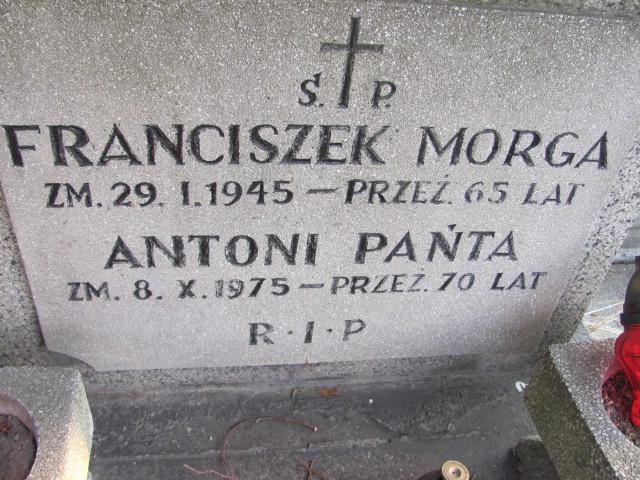 Ś. P.
FRANCISZEK MORGA
ZM. 29. I. 1945 – PRZEŻ. 65 LAT
ANTONI PAŃTA
ZM. 8. X. 1975 – PRZEŻ. 70 LAT
R·I·P